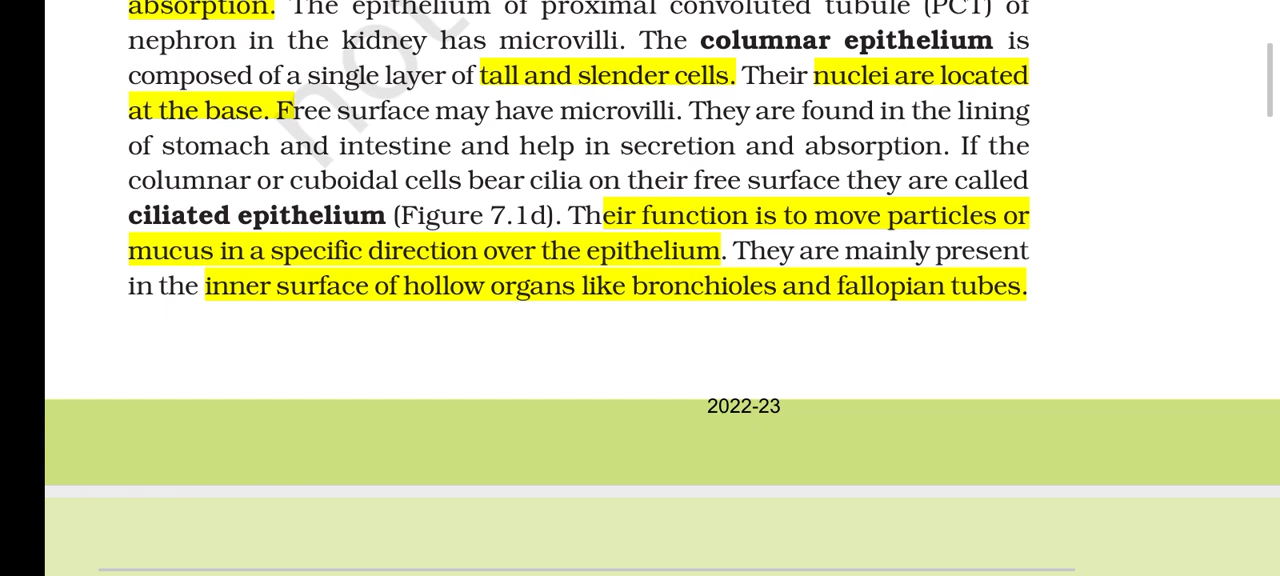 absorption. The epithelium of proximal convoluted tubule (PCT) of
nephron in the kidney has microvilli. The columnar epithelium is
composed of a single layer of tall and slender cells. Their nuclei are located
at the base. Free surface may have microvilli. They are found in the lining
of stomach and intestine and help in secretion and absorption. If the
columnar or cuboidal cells bear cilia on their free surface they are called
ciliated epithelium (Figure 7.1d). Their function is to move particles or
mucus in a specific direction over the epithelium. They are mainly present
in the inner surface of hollow organs like bronchioles and fallopian tubes.
not
2022-23